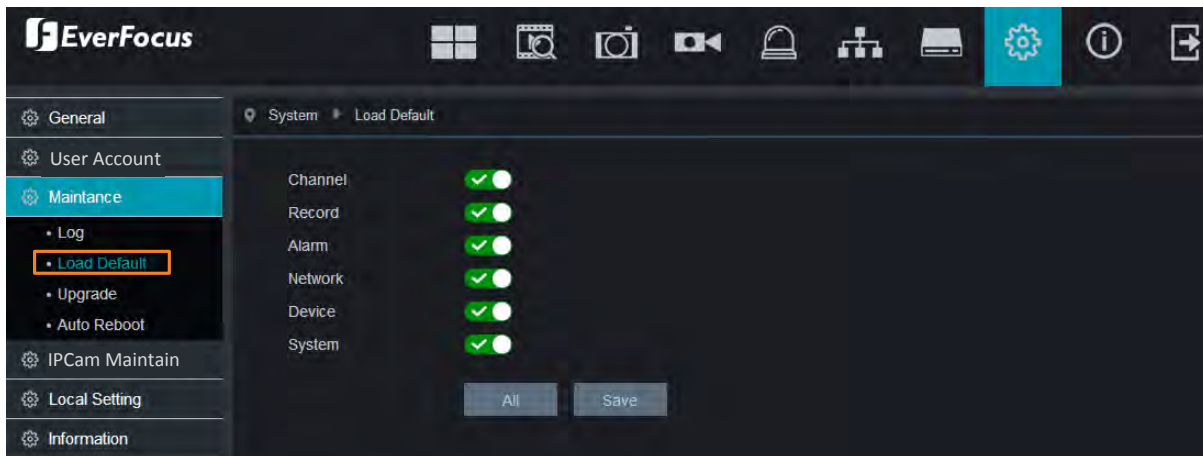 EverFocus
General
User Account
Maintance
• Log
• Load Default
• Upgrade
• Auto Reboot
IPCam Maintain
Local Setting
Information
System Load Default
Channel
Record
Alarm
Network
Device
System
All Save